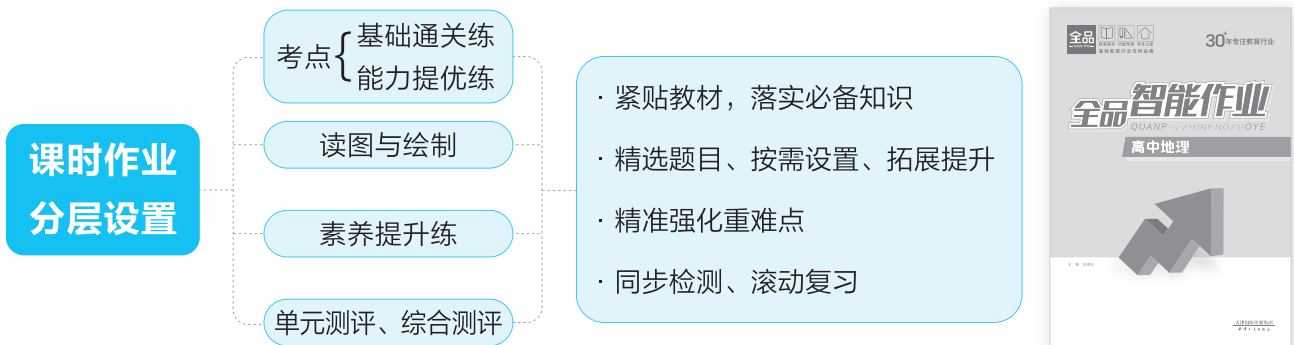 课时作业
分层设置
考点
基础通关练
能力提优练
读图与绘制
素养提升练
单元测评、综合测评
· 紧贴教材，落实必备知识
· 精选题目、按需设置、拓展提升
· 精准强化重难点
· 同步检测、滚动复习
全品
30+年专注教育行业
全品智能作业
QUANPIN ZHINENGZUOYE
高中地理